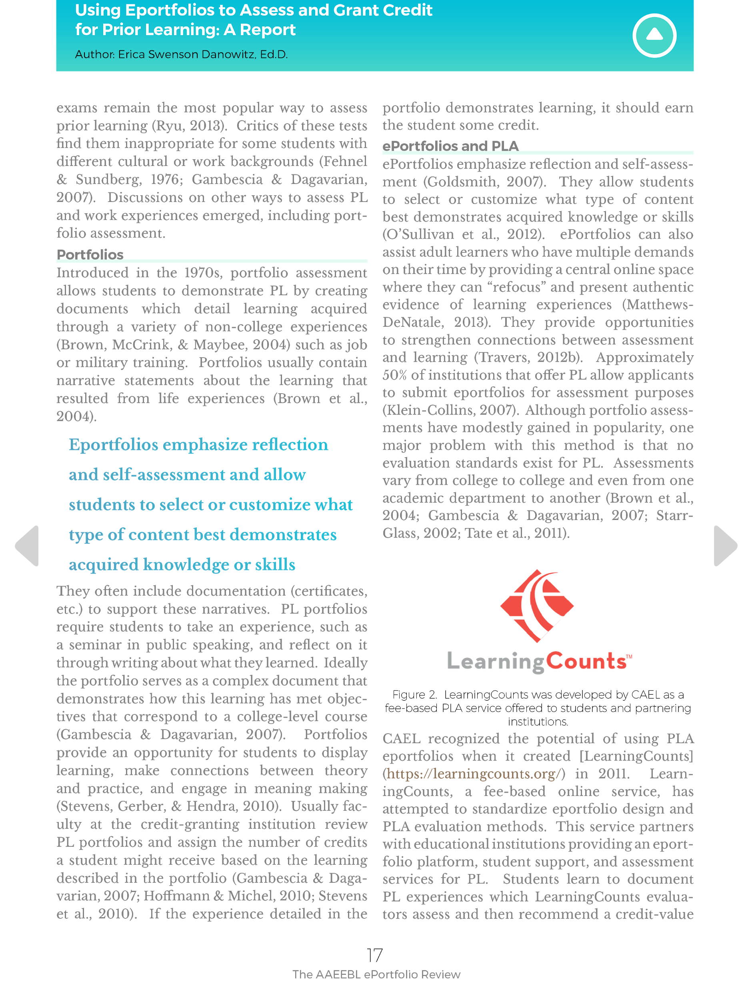 Using Eportfolios to Assess and Grant Credit
for Prior Learning: A Report
Author: Erica Swenson Danowitz, Ed.D.
exams remain the most popular way to assess
prior learning (Ryu, 2013). Critics of these tests
find them inappropriate for some students with
different cultural or work backgrounds (Fehnel
& Sundberg, 1976; Gambescia & Dagavarian,
2007). Discussions on other ways to assess PL
and work experiences emerged, including port-
folio assessment.
Portfolios
Introduced in the 1970s, portfolio assessment
allows students to demonstrate PL by creating
documents which detail learning acquired
through a variety of non-college experiences
(Brown, McCrink, & Maybee, 2004) such as job
or military training. Portfolios usually contain
narrative statements about the learning that
resulted from life experiences (Brown et al.,
2004).
Eportfolios emphasize reflection
and self-assessment and allow
students to select or customize what
type of content best demonstrates
acquired knowledge or skills
They often include documentation (certificates,
etc.) to support these narratives. PL portfolios
require students to take an experience, such as
a seminar in public speaking, and reflect on it
through writing about what they learned. Ideally
the portfolio serves as a complex document that
demonstrates how this learning has met objec-
tives that correspond to a college-level course
(Gambescia & Dagavarian, 2007). Portfolios
provide an opportunity for students to display
learning, make connections between theory
and practice, and engage in meaning making
(Stevens, Gerber, & Hendra, 2010). Usually fac-
ulty at the credit-granting institution review
PL portfolios and assign the number of credits
a student might receive based on the learning
described in the portfolio (Gambescia & Daga-
varian, 2007; Hoffmann & Michel, 2010; Stevens
et al., 2010). If the experience detailed in the
portfolio demonstrates learning, it should earn
the student some credit.
ePortfolios and PLA
ePortfolios emphasize reflection and self-assess-
ment (Goldsmith, 2007). They allow students
to select or customize what type of content
best demonstrates acquired knowledge or skills
(O’Sullivan et al., 2012). ePortfolios can also
assist adult learners who have multiple demands
on their time by providing a central online space
where they can “refocus” and present authentic
evidence of learning experiences (Matthews-
DeNatale, 2013). They provide opportunities
to strengthen connections between assessment
and learning (Travers, 2012b). Approximately
50% of institutions that offer PL allow applicants
to submit eportfolios for assessment purposes
(Klein-Collins, 2007). Although portfolio assess-
ments have modestly gained in popularity, one
major problem with this method is that no
evaluation standards exist for PL. Assessments
vary from college to college and even from one
academic department to another (Brown et al.,
2004; Gambescia & Dagavarian, 2007; Starr-
Glass, 2002; Tate et al., 2011).
LearningCounts™
Figure 2. LearningCounts was developed by CAEL as a
fee-based PLA service offered to students and partnering
institutions.
CAEL recognized the potential of using PLA
eportfolios when it created [LearningCounts]
(https://learningcounts.org/) in 2011. Learn-
ingCounts, a fee-based online service, has
attempted to standardize eportfolio design and
PLA evaluation methods. This service partners
with educational institutions providing an eport-
folio platform, student support, and assessment
services for PL. Students learn to document
PL experiences which LearningCounts evalua-
tors assess and then recommend a credit-value
17
The AAEEBL ePortfolio Review